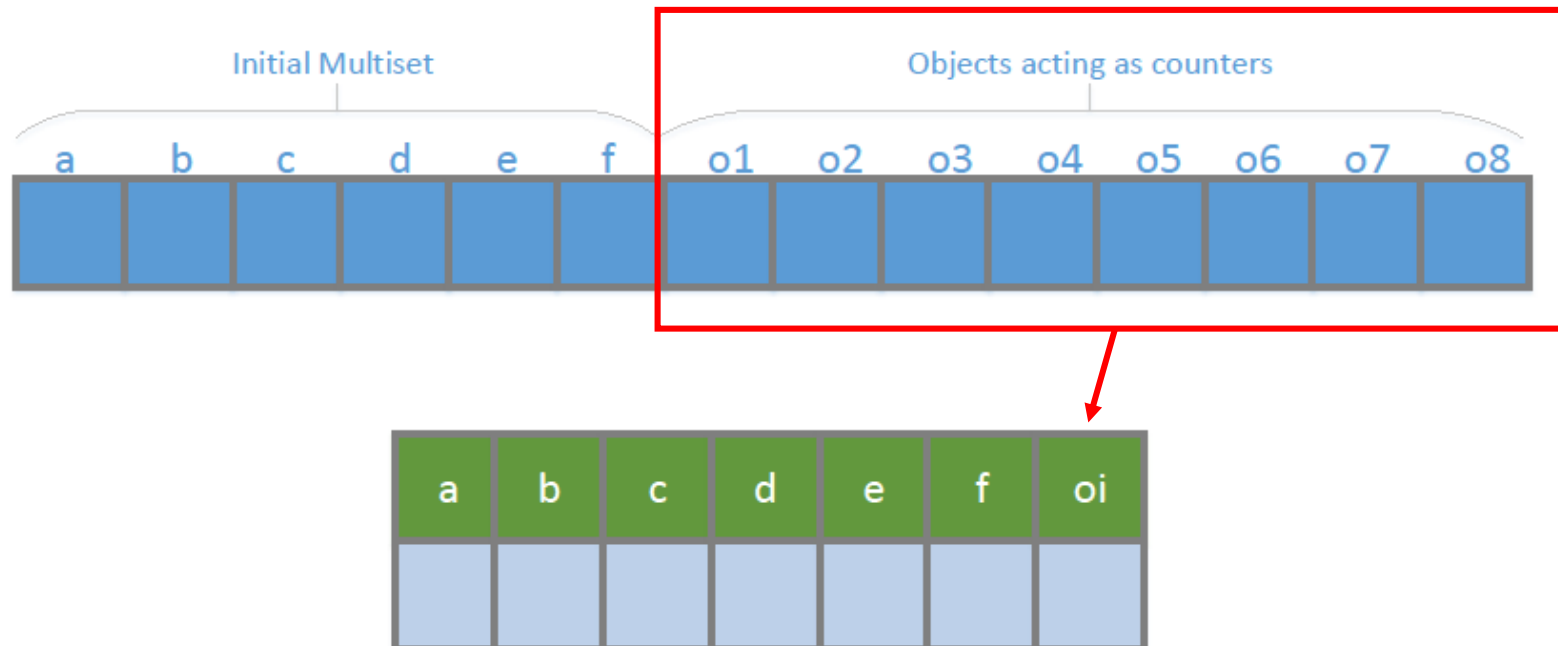 Initial Multiset Objects acting as counters
a b c d e f o1 o2 o3 o4 o5 o6 o7 o8
a b c d e f oi